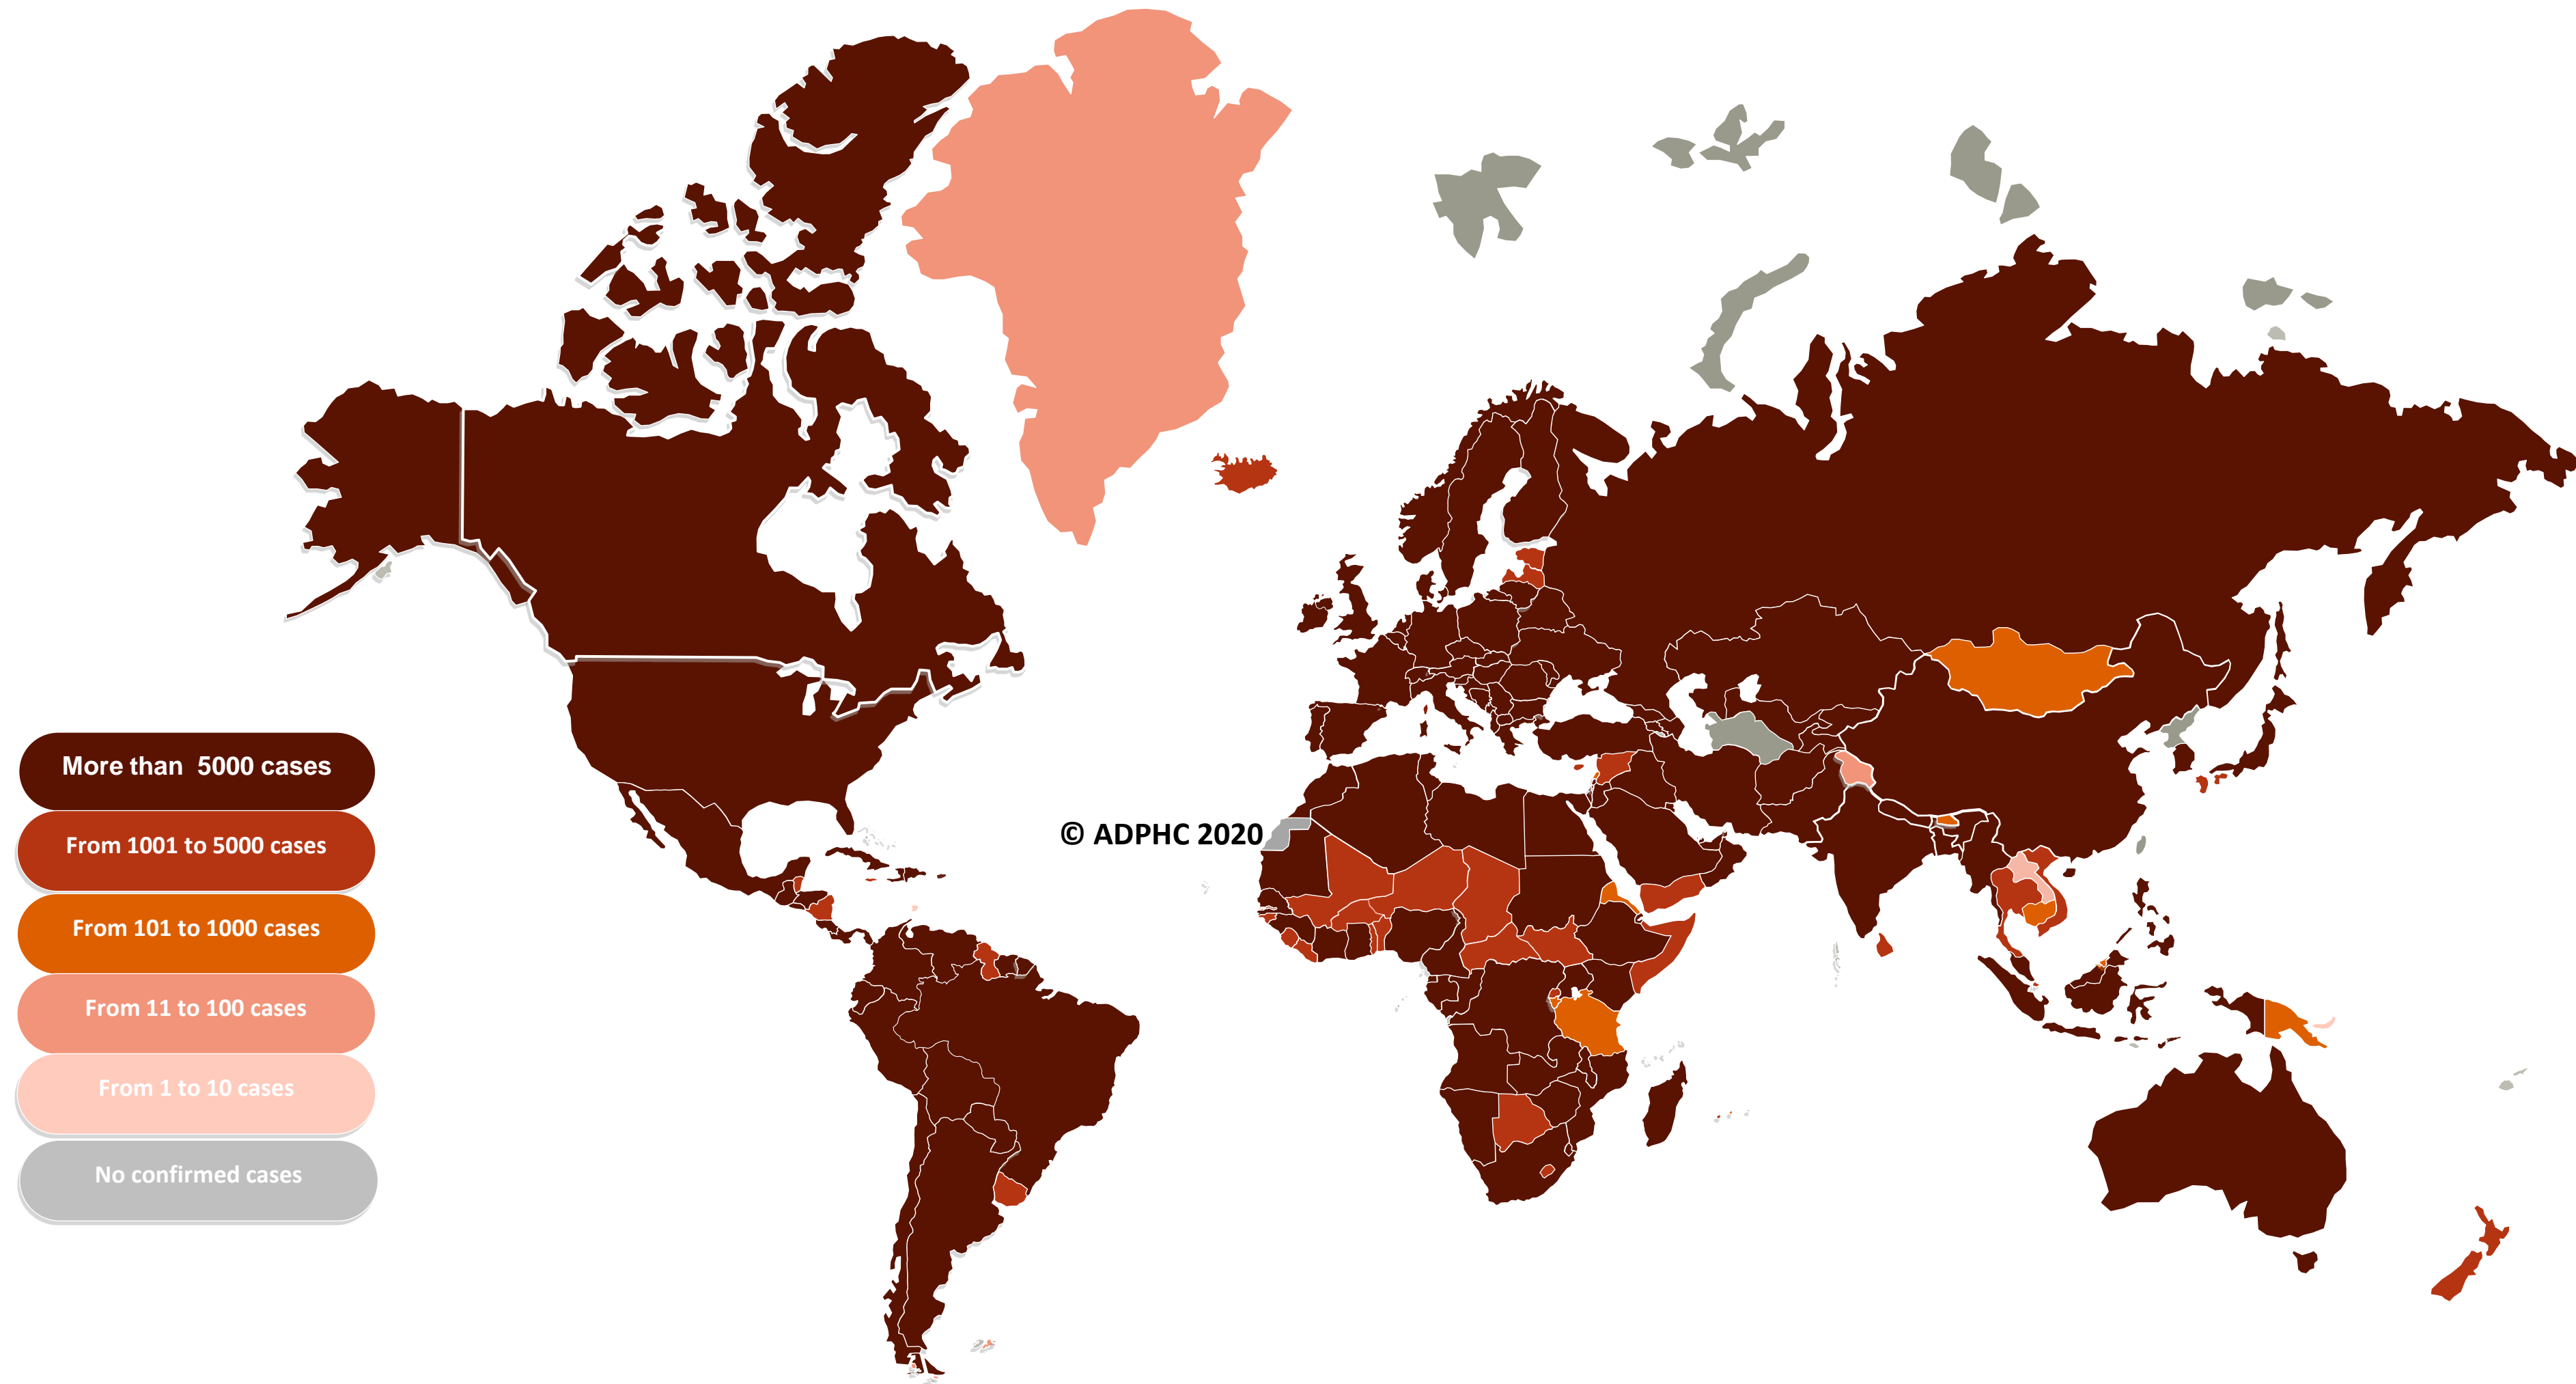 More than  5000 cases
From 1001 to 5000 cases
From 101 to 1000 cases
From 11 to 100 cases
From 1 to 10 cases
No confirmed cases
© ADPHC 2020